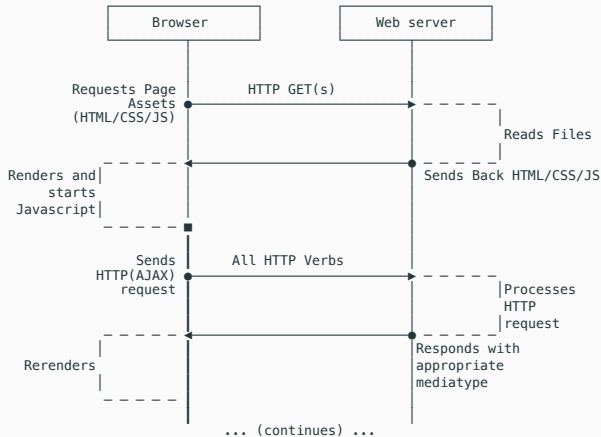 Browser
Web server
Requests Page
Assets
(HTML/CSS/JS)
HTTP GET(s)
Reads Files
Sends Back HTML/CSS/JS
Renders and
starts
Javascript
Sends
HTTP(AJAX)
request
All HTTP Verbs
Processes
HTTP
request
Responds with
appropriate
mediatype
Rerenders
... (continues) ...